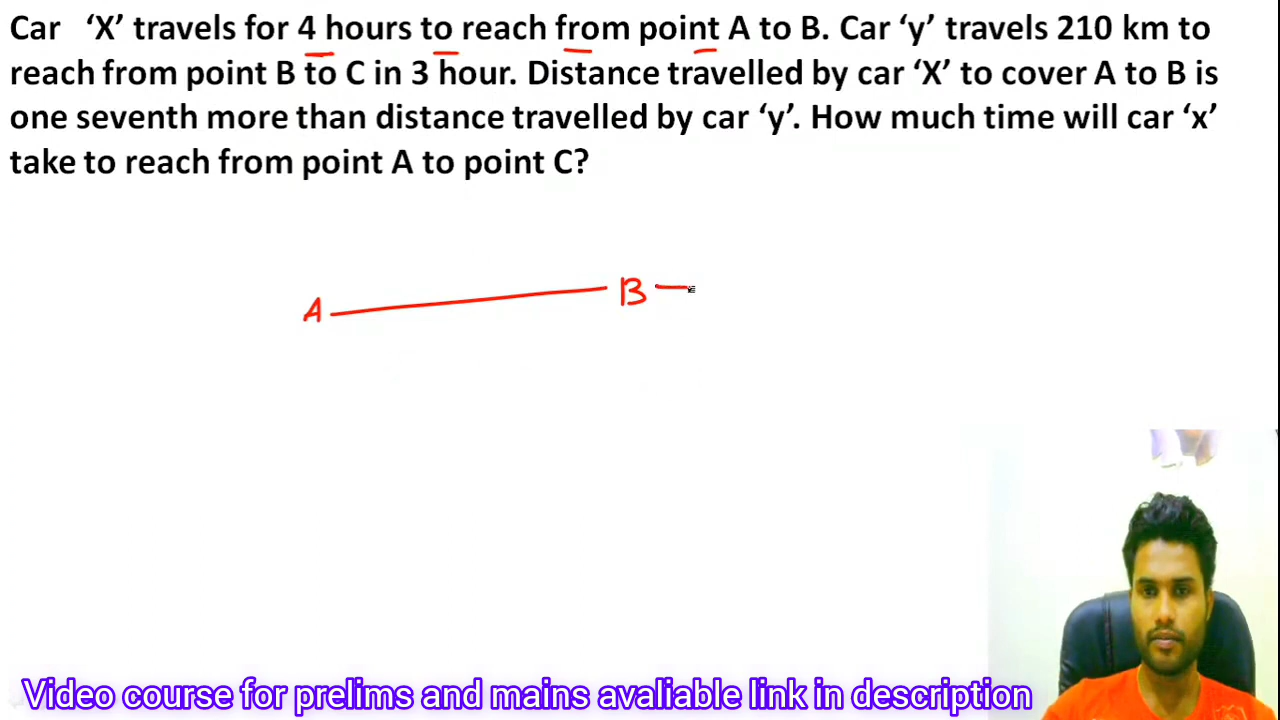 Car ‘X’ travels for 4 hours to reach from point A to B. Car ‘y’ travels 210 km to
reach from point B to C in 3 hour. Distance travelled by car ‘X’ to cover A to B is
one seventh more than distance travelled by car ‘y’. How much time will car ‘x’
take to reach from point A to point C?
A B
Video course for prelims and mains avaliable link in description